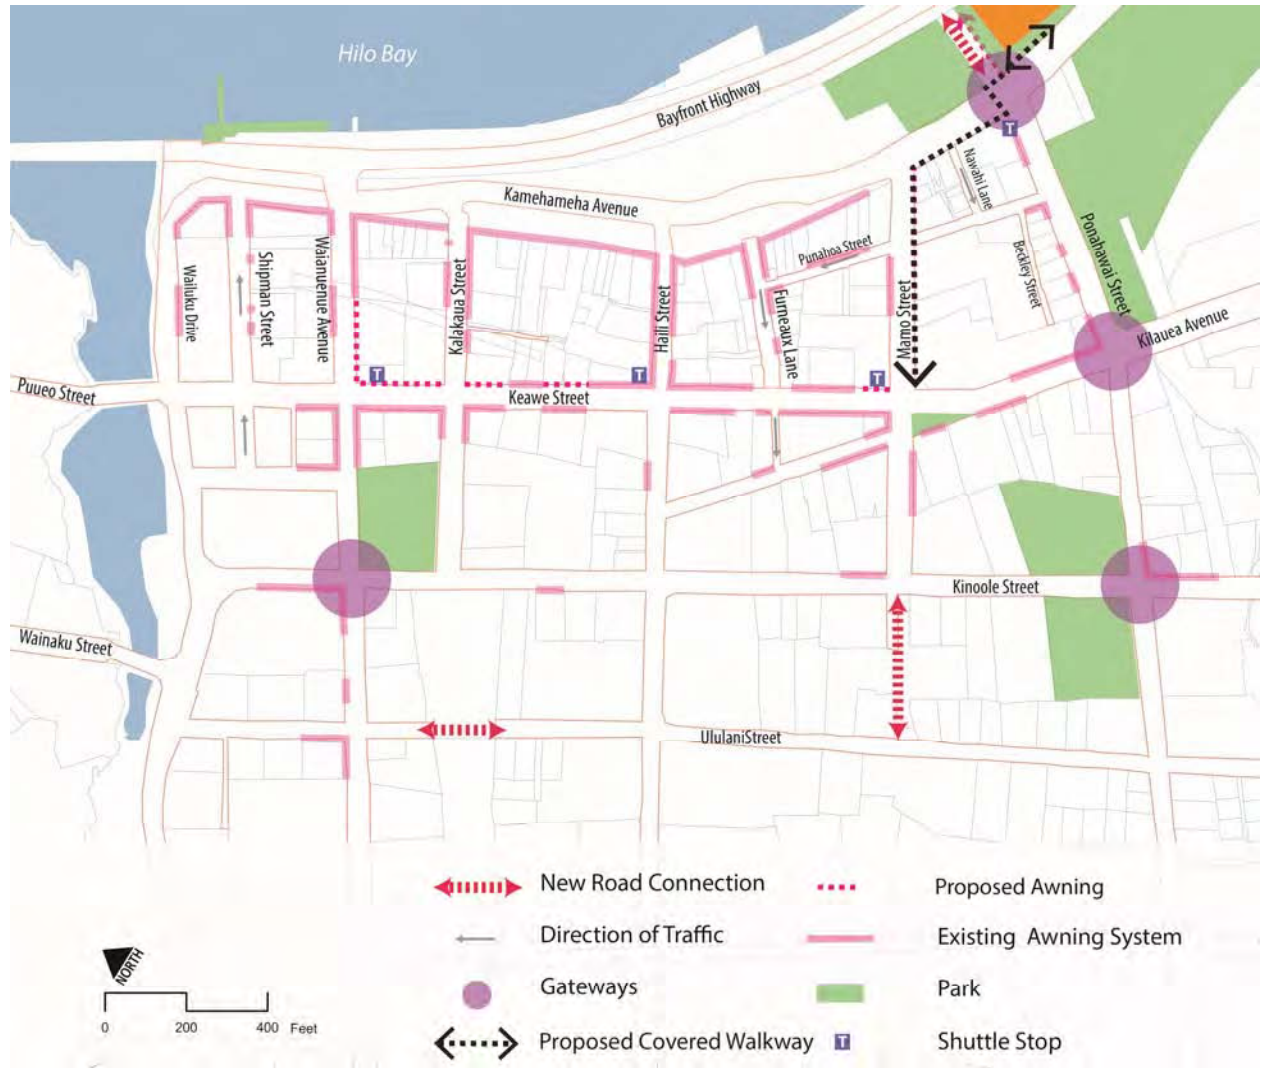 Hilo Bay
Bayfront Highway
T
Nawahi Lane
Kamehameha Avenue
Punahoa Street
Ponahawai Street
Beckley Street
Wailuku Drive
Shipman Street
Waianuenue Avenue
Kalakaua Street
Haili Street
Furneaux Lane
Mamo Street
Kilauea Avenue
T
T
T
Puueo Street
Keawe Street
Kinoole Street
Wainaku Street
UlulaniStreet
New Road Connection
Proposed Awning
Direction of Traffic
Existing Awning System
NORTH
Gateways
Park
0 200 400 Feet
Proposed Covered Walkway
T
Shuttle Stop